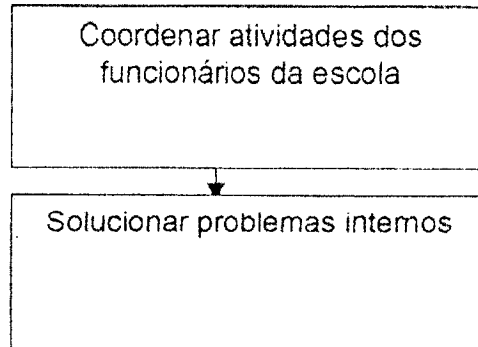 Coordenar atividades dos
funcionários da escola
Solucionar problemas internos